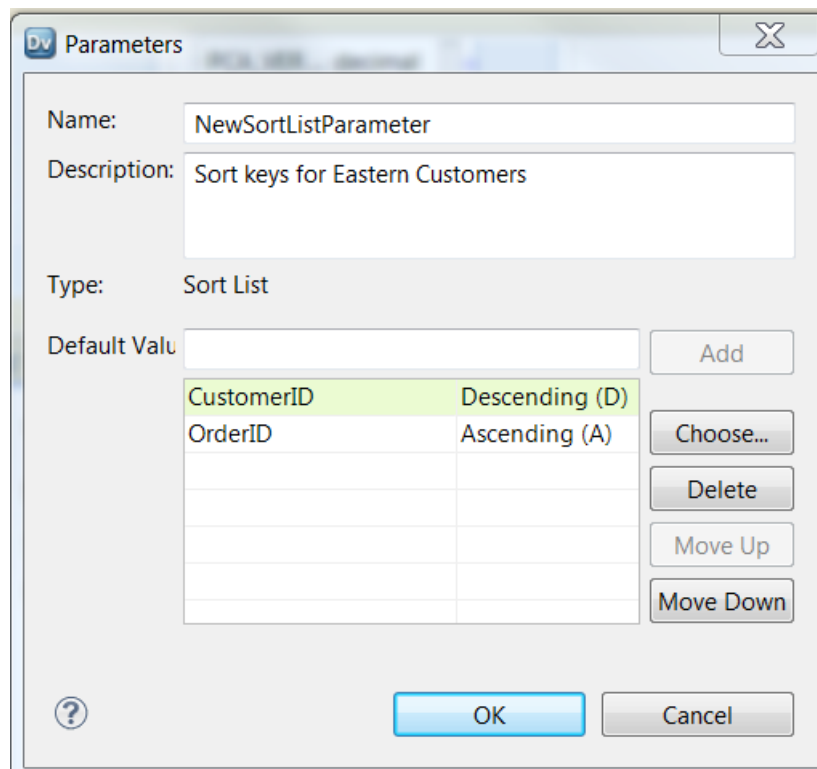 Dv Parameters
Name: NewSortListParameter
Description: Sort keys for Eastern Customers
Type: Sort List
Default Valu
Add
CustomerID Descending (D)
OrderID Ascending (A)
Choose...
Delete
Move Up
Move Down
?
OK Cancel